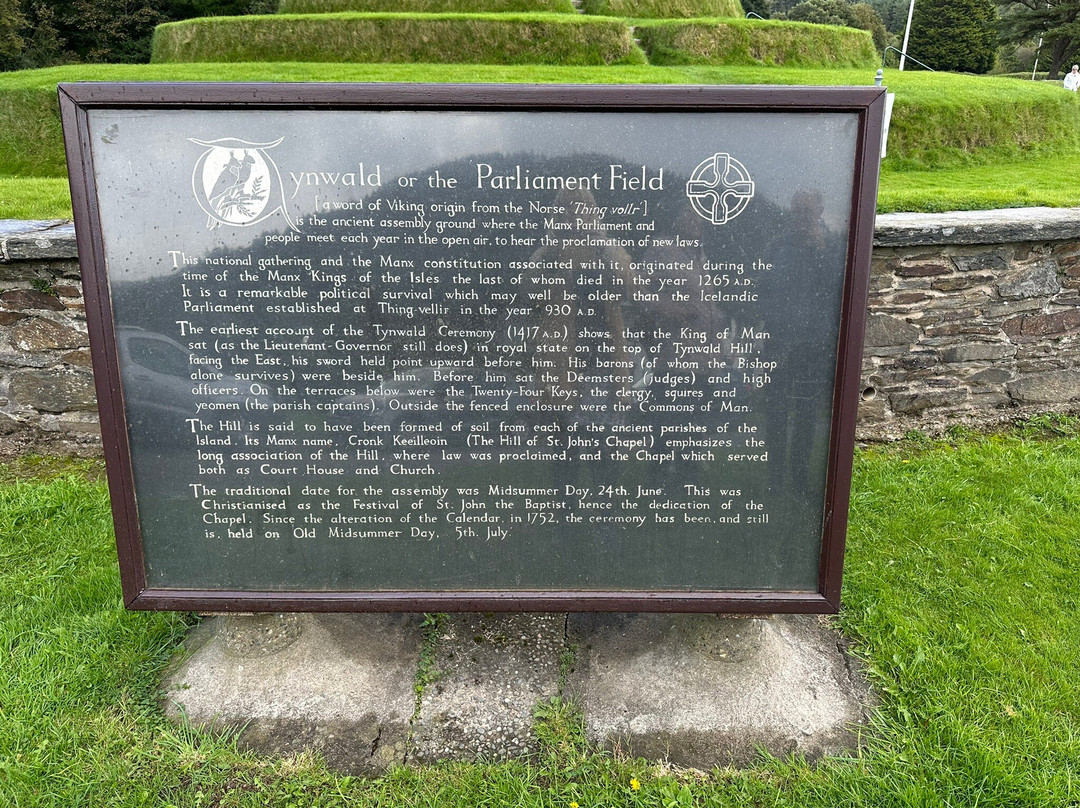 Tynwald or the 'Parliament Field
[a word of Viking origin from the Norse 'Thing vollr']
is the ancient assembly ground where the Manx Parliament and
people meet each year in the open air, to hear the proclamation of new laws.
This national gathering and the Manx constitution associated with it, originated during the
time of the Manx Kings of the Isles the last of whom died in the year 1265 A.D.
It is a remarkable political survival which may well be older than the Icelandic
Parliament established at Thing-vellir in the year 930 A.D.
The earliest account of the Tynwald Ceremony (1417 A.D.) shows that the King of Man
sat (as the Lieutenant-Governor still does) in royal state on the top of Tynwald Hill,
facing the East, his sword held point upward before him. His barons (of whom the Bishop
alone survives) were beside him. Before him sat the Deemsters (judges) and high
officers. On the terraces below were the Twenty-Four Keys, the clergy, squres and
yeomen (the parish captains). Outside the fenced enclosure were the Commons of Man.
The Hill is said to have been formed of soil from each of the ancient parishes of the
Island. Its Manx name, Cronk Keeilleoin (The Hill of St. John's Chapel) emphasizes the
long association of the Hill, where law was proclaimed, and the Chapel which served
both as Court House and Church.
The traditional date for the assembly was Midsummer Day, 24th. June. This was
Christianised as the Festival of St. John the Baptist, hence the dedication of the
Chapel. Since the alteration of the Calendar, in 1752, the ceremony has been, and still
is, held on Old Midsummer Day, 5th. July.